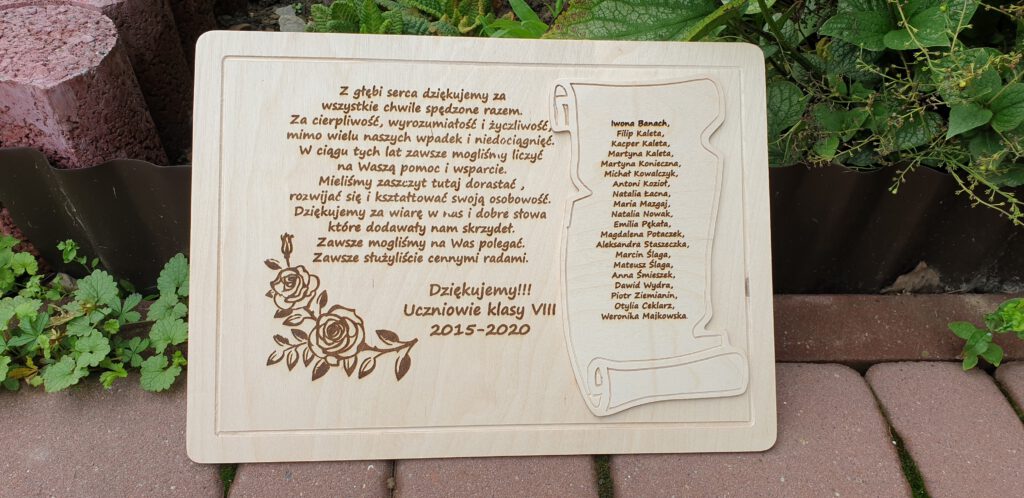 Z głębi serca dziękujemy za
wszystkie chwile spędzone razem.
Za cierpliwość, wyrozumiałość i życzliwość,
mimo wielu naszych wpadek i niedociągnięć.
W ciągu tych lat zawsze mogliśmy liczyć
na Waszą pomoc i wsparcie.
Mieliśmy zaszczyt tutaj dorastać ,
rozwijać się i kształtować swoją osobowość.
Dziękujemy za wiarę w nas i dobre słowa
które dodawały nam skrzydeł.
Zawsze mogliśmy na Was polegać.
Zawsze służyliście cennymi radami.
Dziękujemy!!!
Uczniowie klasy VIII
2015-2020
Iwona Banach,
Filip Kaleta,
Kacper Kaleta,
Martyna Kaleta,
Martyna Konieczna,
Michał Kowalczyk,
Antoni Kozioł,
Natalia Łacna,
Maria Mazgaj,
Natalia Nowak,
Emilia Pękała,
Magdalena Potaczek,
Aleksandra Staszeczka,
Marcin Ślaga,
Mateusz Ślaga,
Anna Śmieszek,
Dawid Wydra,
Piotr Ziemianin,
Otylia Ceklarz,
Weronika Majkowska